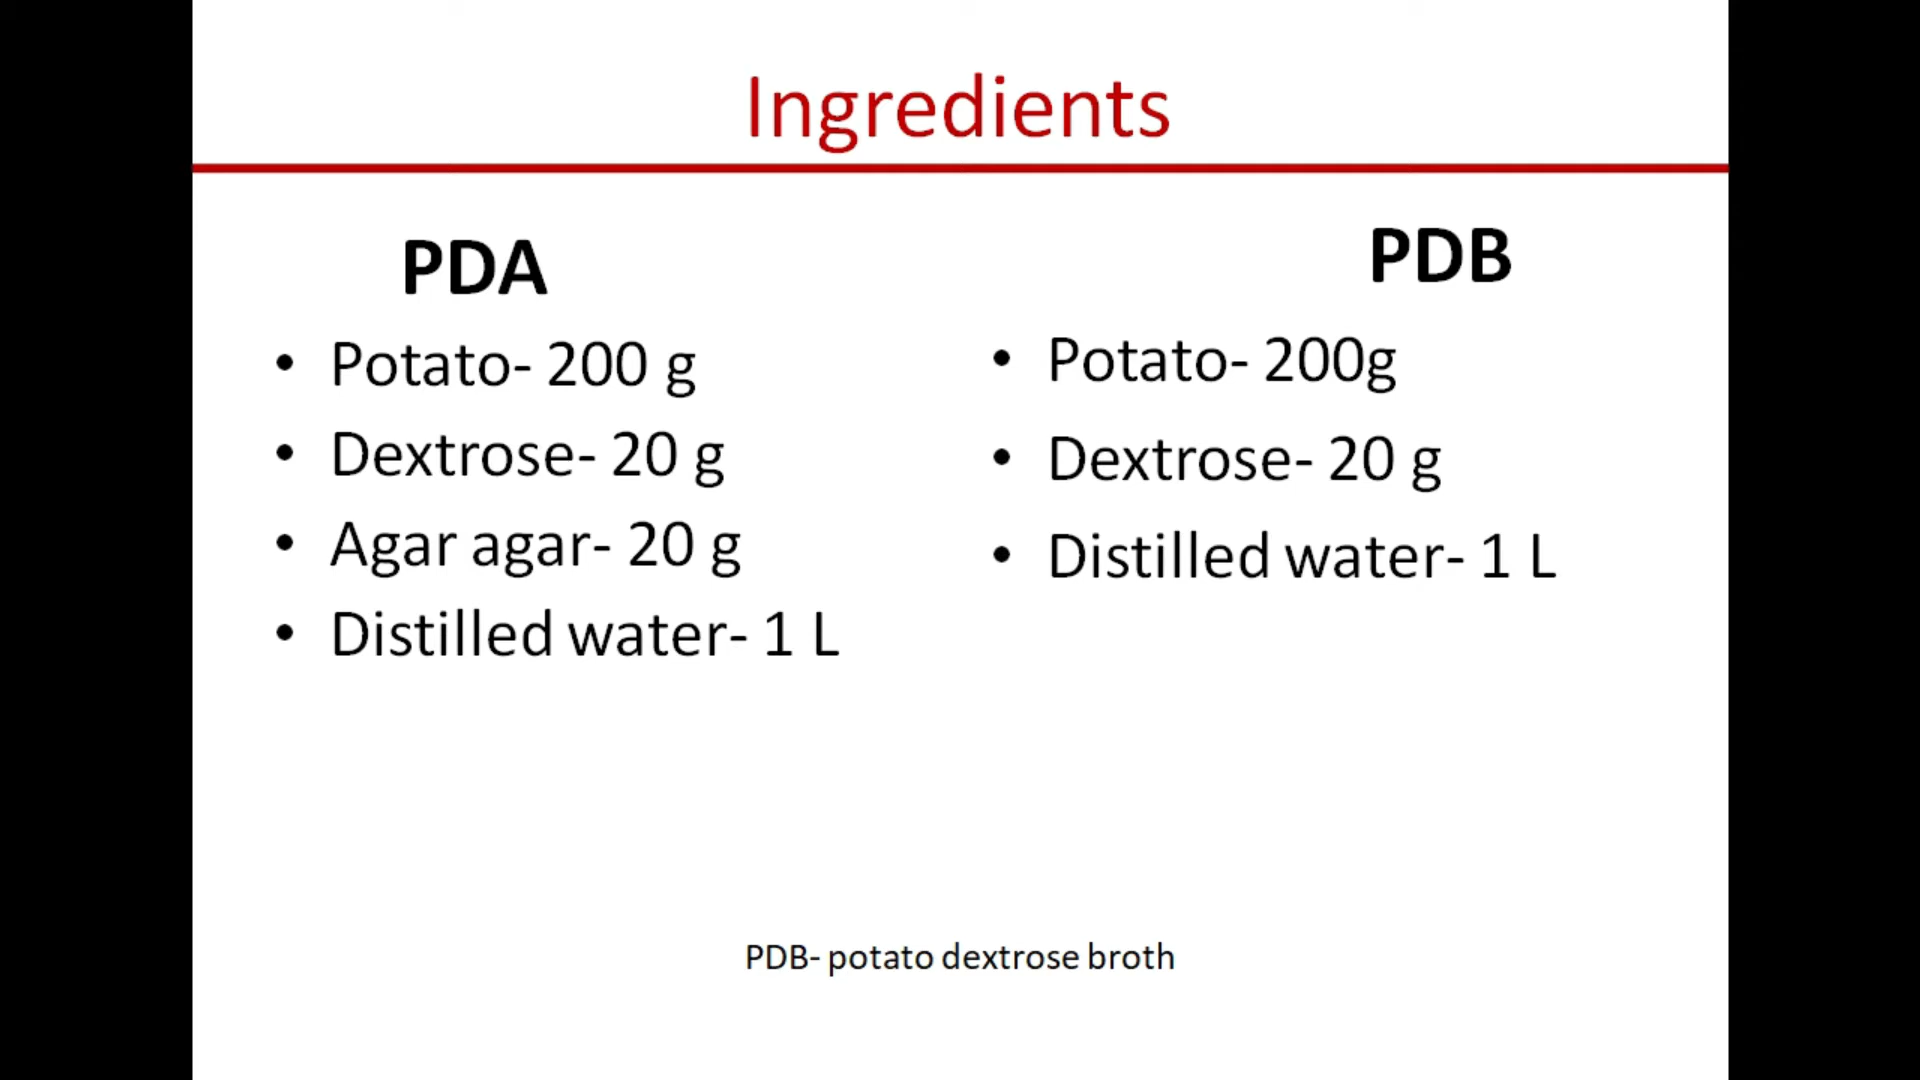 Ingredients
PDA
• Potato- 200 g
• Dextrose- 20 g
• Agar agar- 20 g
• Distilled water- 1 L
PDB
• Potato- 200g
• Dextrose- 20 g
• Distilled water- 1 L
PDB- potato dextrose broth